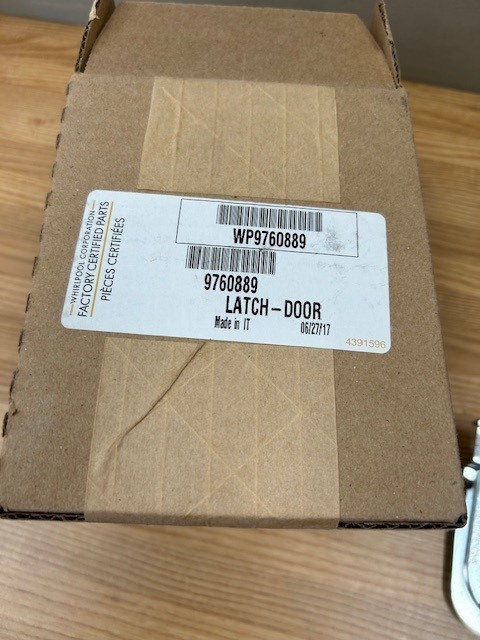 WHIRLPOOL CORPORATION
FACTORY CERTIFIED PARTS
PIÈCES CERTIFIÉES
WP9760889
9760889
LATCH-DOOR
Made in IT 06/27/17
4391596